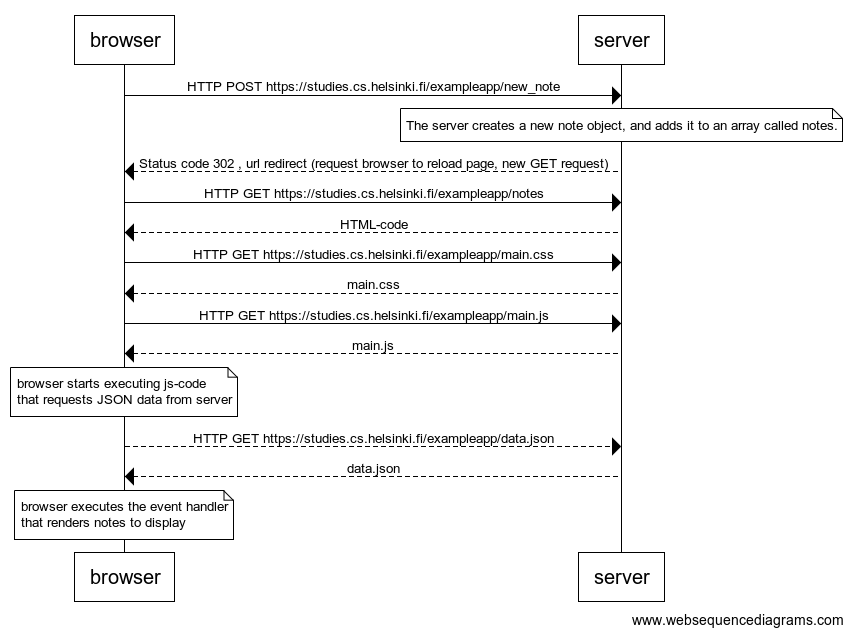 browser
server
HTTP POST https://studies.cs.helsinki.fi/exampleapp/new_note
The server creates a new note object, and adds it to an array called notes.
Status code 302 , url redirect (request browser to reload page, new GET request)
HTTP GET https://studies.cs.helsinki.fi/exampleapp/notes
HTML-code
HTTP GET https://studies.cs.helsinki.fi/exampleapp/main.css
main.css
HTTP GET https://studies.cs.helsinki.fi/exampleapp/main.js
main.js
browser starts executing js-code
that requests JSON data from server
HTTP GET https://studies.cs.helsinki.fi/exampleapp/data.json
data.json
browser executes the event handler
that renders notes to display
browser
server
www.websequencediagrams.com